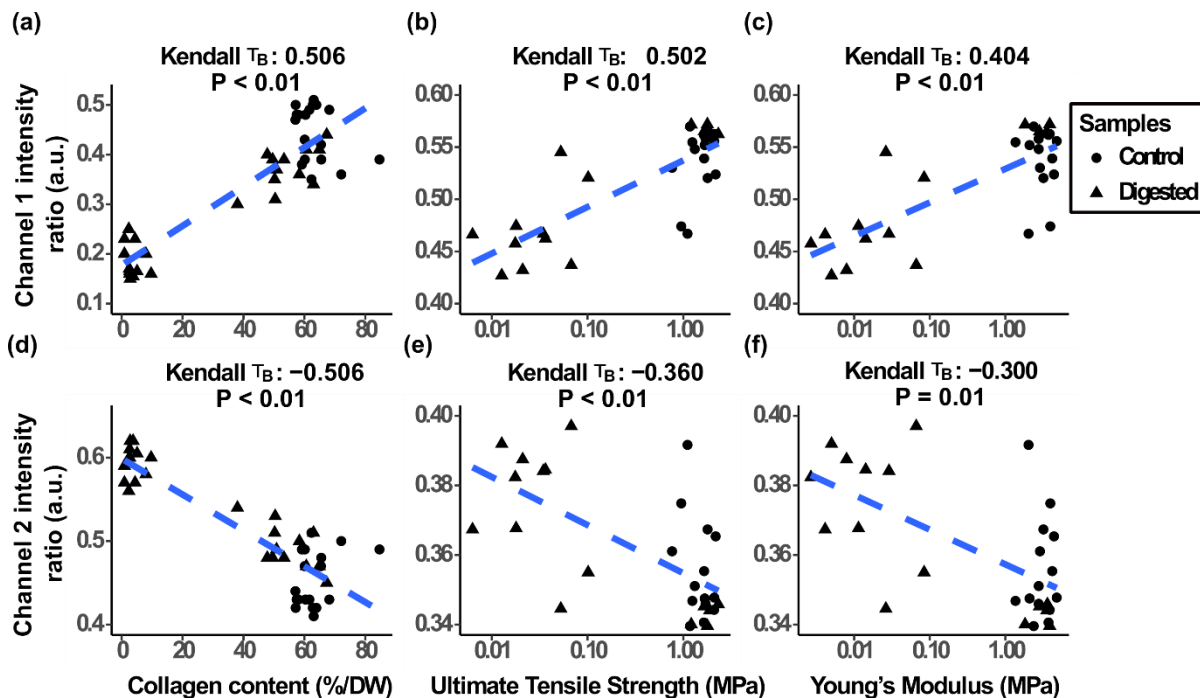 (a)
Kendall τB: 0.506
P < 0.01
(b)
Kendall τB: 0.502
P < 0.01
(c)
Kendall τB: 0.404
P < 0.01
Channel 1 intensity
ratio (a.u.)
0.5
0.4
0.3
0.2
0.1
0 20 40 60 80
0.60
0.55
0.50
0.45
0.40
0.01 0.10 1.00
0.60
0.55
0.50
0.45
0.40
0.01 0.10 1.00
Samples
Control
Digested
(d)
Kendall τB: −0.506
P < 0.01
(e)
Kendall τB: −0.360
P < 0.01
(f)
Kendall τB: −0.300
P = 0.01
Channel 2 intensity
ratio (a.u.)
0.6
0.5
0.4
0 20 40 60 80
Collagen content (%/DW)
0.40
0.38
0.36
0.34
0.01 0.10 1.00
Ultimate Tensile Strength (MPa)
0.40
0.38
0.36
0.34
0.01 0.10 1.00
Young's Modulus (MPa)